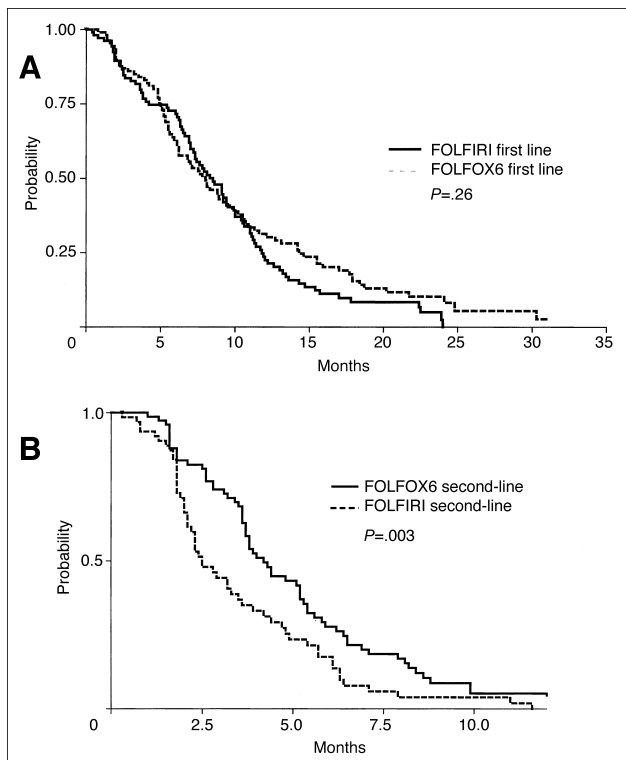 A
1.00
0.75
0.50
0.25
0
Probability
FOLFIRI first line
FOLFOX6 first line
P=.26
5 10 15 20 25 30 35
Months
B
1.0
0.5
0
Probability
FOLFOX6 second-line
FOLFIRI second-line
P=.003
2.5 5.0 7.5 10.0
Months